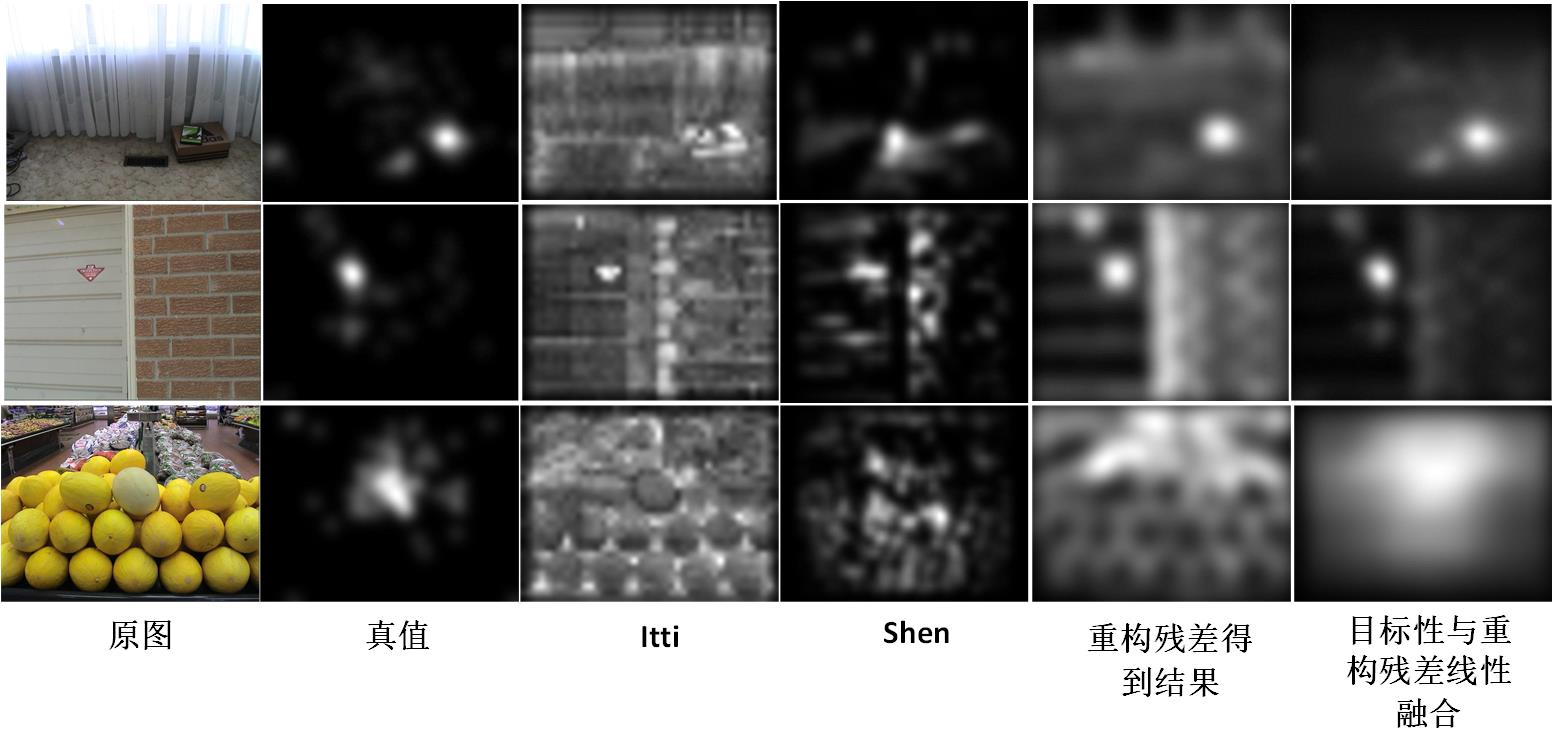 原图
真值
Itti
Shen
重构残差得
到结果
目标性与重
构残差线性
融合